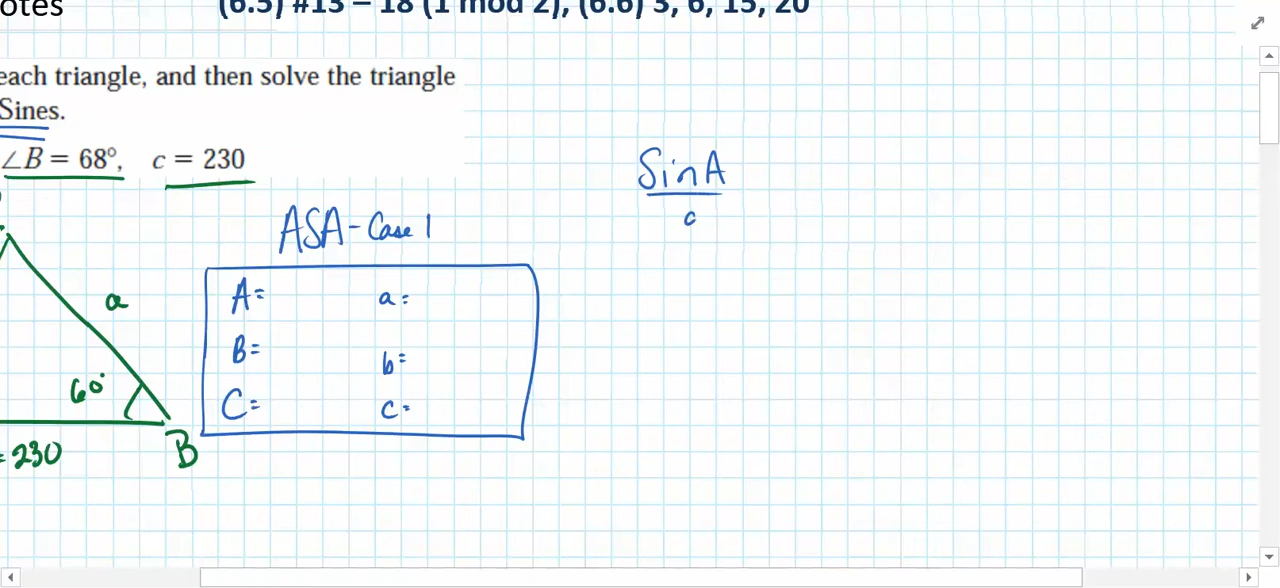 otes (6.5) #13 – 18 (1 mod 2), (6.6) 3, 6, 15, 20
each triangle, and then solve the triangle
Sines.
∠B = 68°, c = 230
Sin A
ASA - Case 1
A= a=
a
B= b=
60°
C= c=
= 230 B